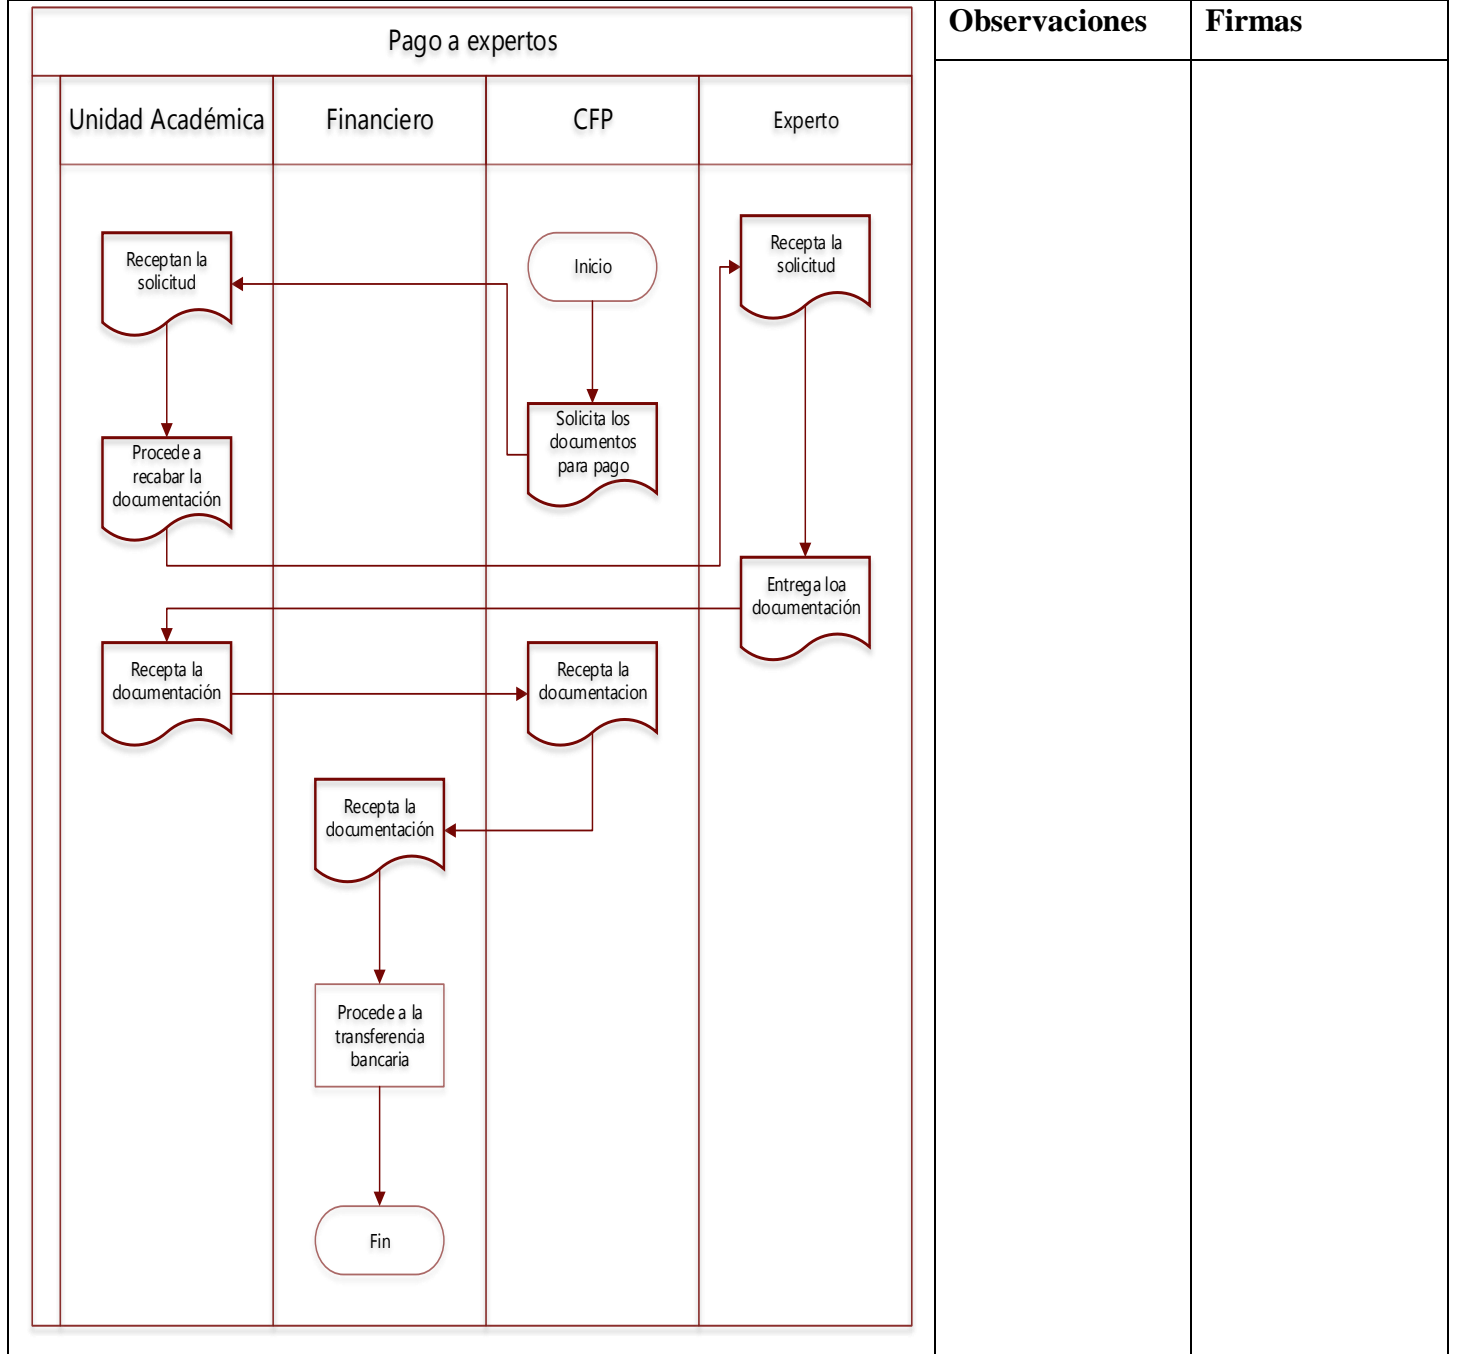 Pago a expertos
Observaciones
Firmas
Unidad Académica
Financiero
CFP
Experto
Receptan la
solicitud
Inicio
Recepta la
solicitud
Solicita los
documentos
para pago
Procede a
recabar la
documentación
Entrega loa
documentación
Recepta la
documentación
Recepta la
documentacion
Recepta la
documentación
Procede a la
transferencia
bancaria
Fin